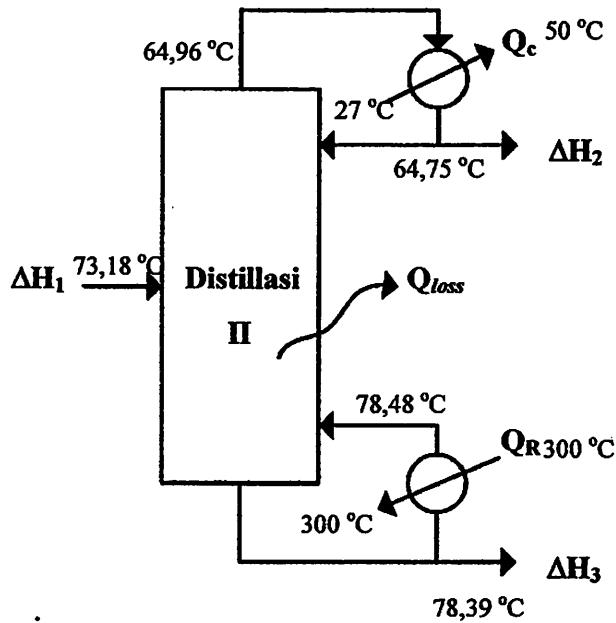 64,96 °C
Qc 50 °C
27 °C
64,75 °C
ΔH2
ΔH1 73,18 °C
Distillasi
II
Qloss
78,48 °C
QR 300 °C
300 °C
ΔH3
78,39 °C